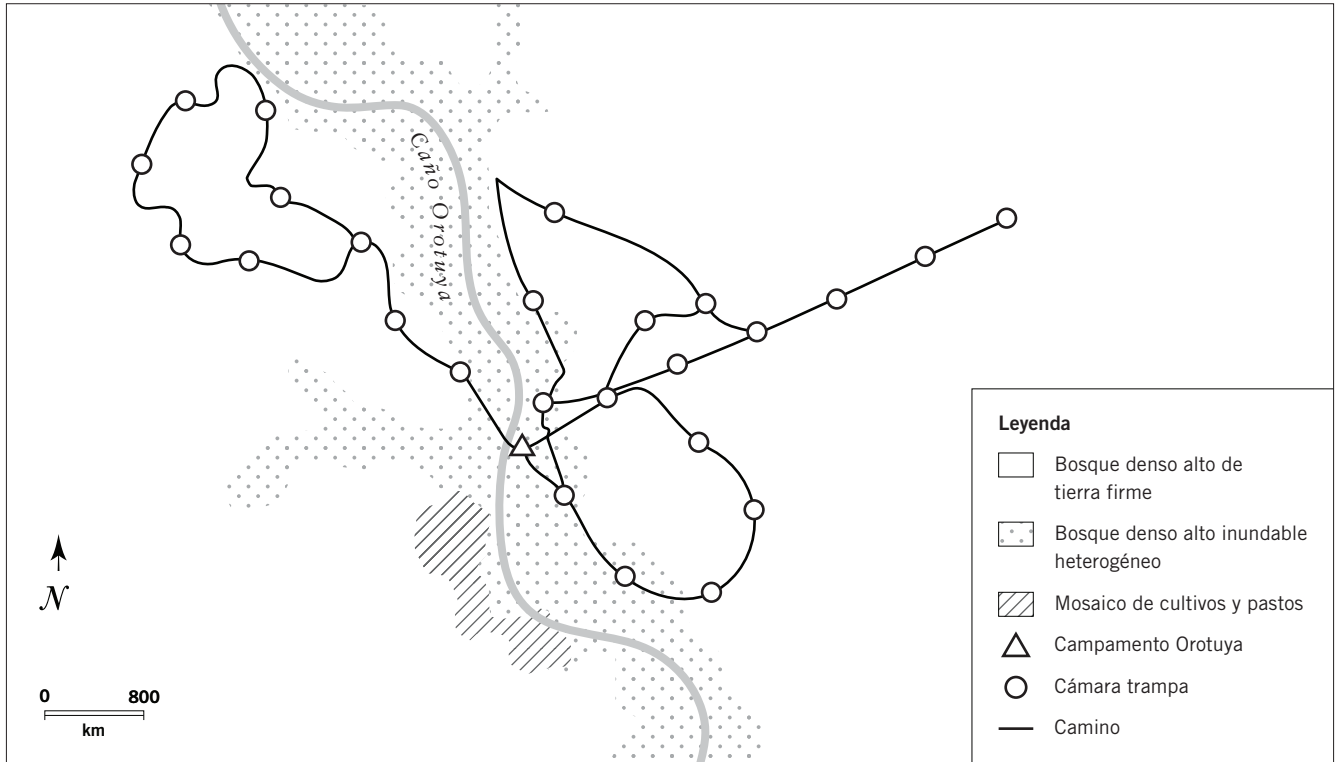 Caño Orotuya
N
0 800
km
Leyenda
Bosque denso alto de
tierra firme
Bosque denso alto inundable
heterogéneo
Mosaico de cultivos y pastos
Campamento Orotuya
Cámara trampa
Camino